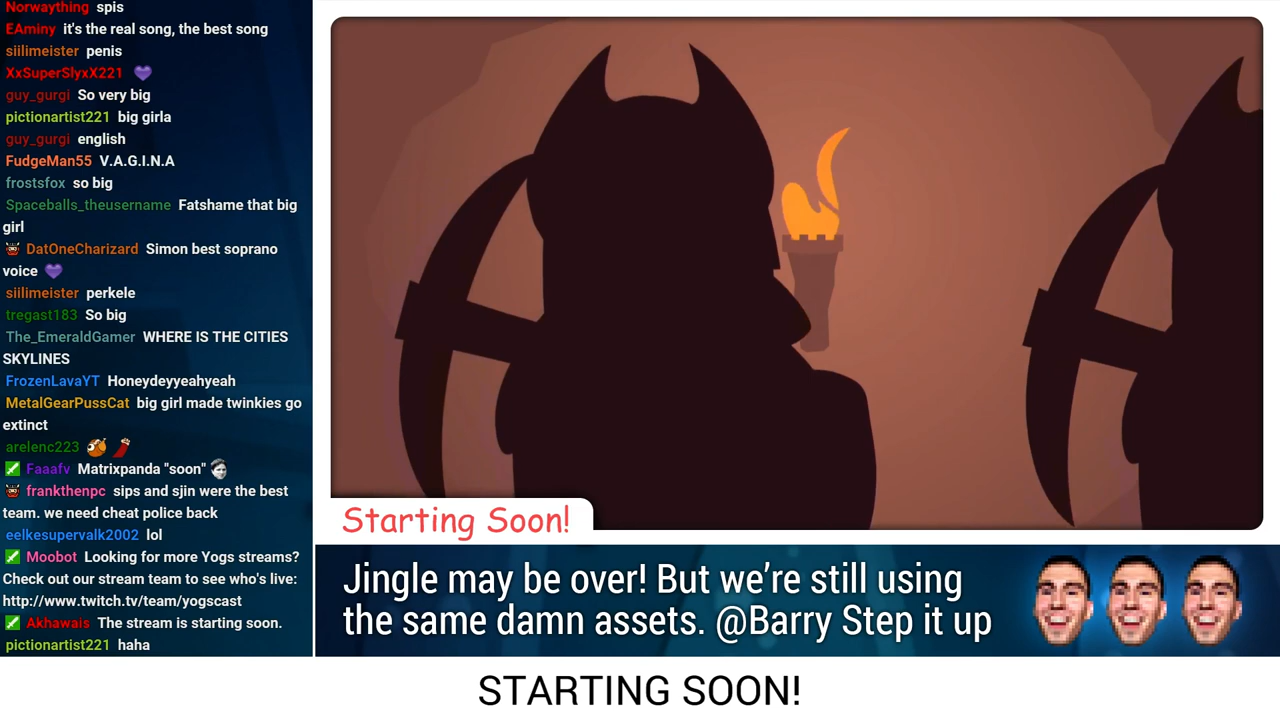 Norwaything spis
EAminy it's the real song, the best song
siilimeister penis
XxSuperSlyxX221
guy_gurgi So very big
pictionartist221 big girla
guy_gurgi english
FudgeMan55 V.A.G.I.N.A
frostsfox so big
Spaceballs_theusername Fatshame that big
girl
DatOneCharizard Simon best soprano
voice
siilimeister perkele
tregast183 So big
The_EmeraldGamer WHERE IS THE CITIES
SKYLINES
FrozenLavaYT Honeydeyyeahyeah
MetalGearPussCat big girl made twinkies go
extinct
arelenc223
Faaafv Matrixpanda "soon"
frankthenpc sips and sjin were the best
team. we need cheat police back
eelkesupervalk2002 lol
Moobot Looking for more Yogs streams?
Check out our stream team to see who's live:
http://www.twitch.tv/team/yogscast
Akhawais The stream is starting soon.
pictionartist221 haha
Starting Soon!
Jingle may be over! But we’re still using
the same damn assets. @Barry Step it up
STARTING SOON!